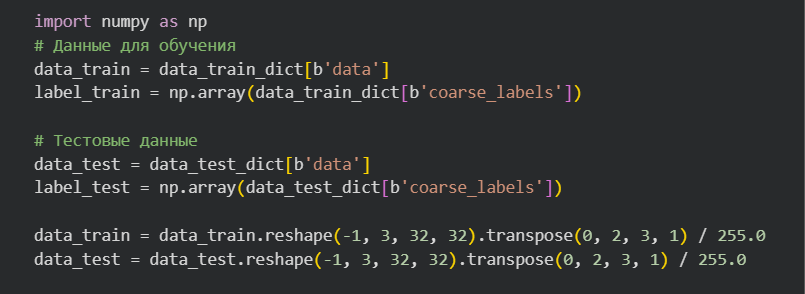 import numpy as np
# Данные для обучения
data_train = data_train_dict[b'data']
label_train = np.array(data_train_dict[b'coarse_labels'])
# Тестовые данные
data_test = data_test_dict[b'data']
label_test = np.array(data_test_dict[b'coarse_labels'])
data_train = data_train.reshape(-1, 3, 32, 32).transpose(0, 2, 3, 1) / 255.0
data_test = data_test.reshape(-1, 3, 32, 32).transpose(0, 2, 3, 1) / 255.0